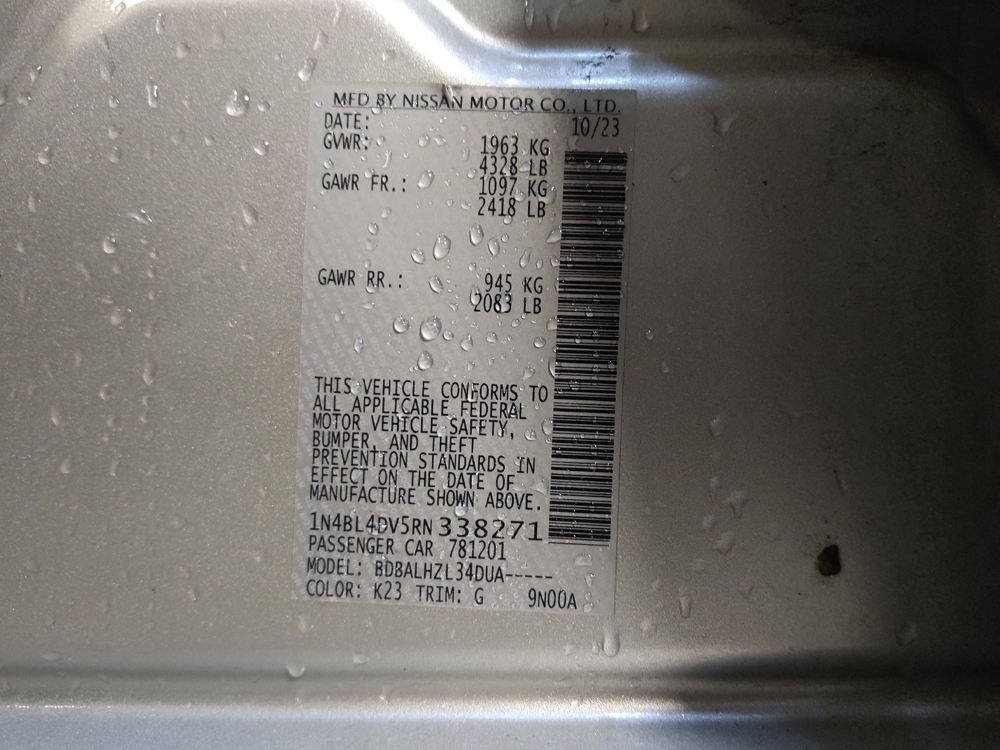 MFD BY NISSAN MOTOR CO., LTD.
DATE: 10/23
GVWR: 1963 KG
4328 LB
GAWR FR.: 1097 KG
2418 LB
GAWR RR.: 945 KG
2083 LB
THIS VEHICLE CONFORMS TO
ALL APPLICABLE FEDERAL
MOTOR VEHICLE SAFETY,
BUMPER, AND THEFT
PREVENTION STANDARDS IN
EFFECT ON THE DATE OF
MANUFACTURE SHOWN ABOVE.
1N4BL4DV5RN338271
PASSENGER CAR 781201
MODEL: BDBALHZL34DUA-----
COLOR: K23 TRIM: G 9N00A